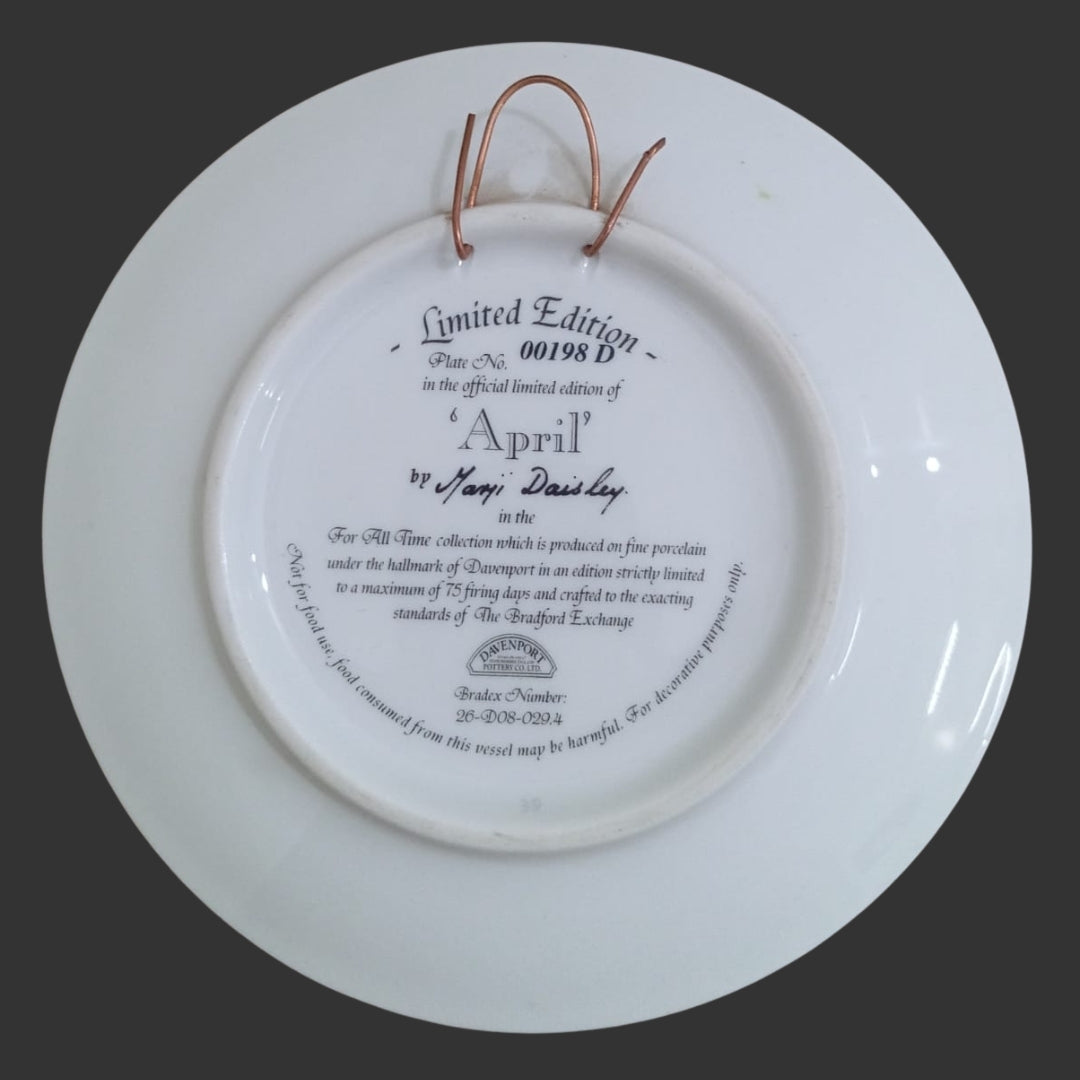 - Limited Edition -
Plate No. 00198 D
in the official limited edition of
'April'
by Marji Daisley.
in the
For All Time collection which is produced on fine porcelain
under the hallmark of Davenport in an edition strictly limited
to a maximum of 75 firing days and crafted to the exacting
standards of The Bradford Exchange
DAVENPORT
POTTERY CO. LTD.
Bradex Number:
26-D08-029.4
Not for food use, food consumed from this vessel may be harmful. For decorative purposes only.